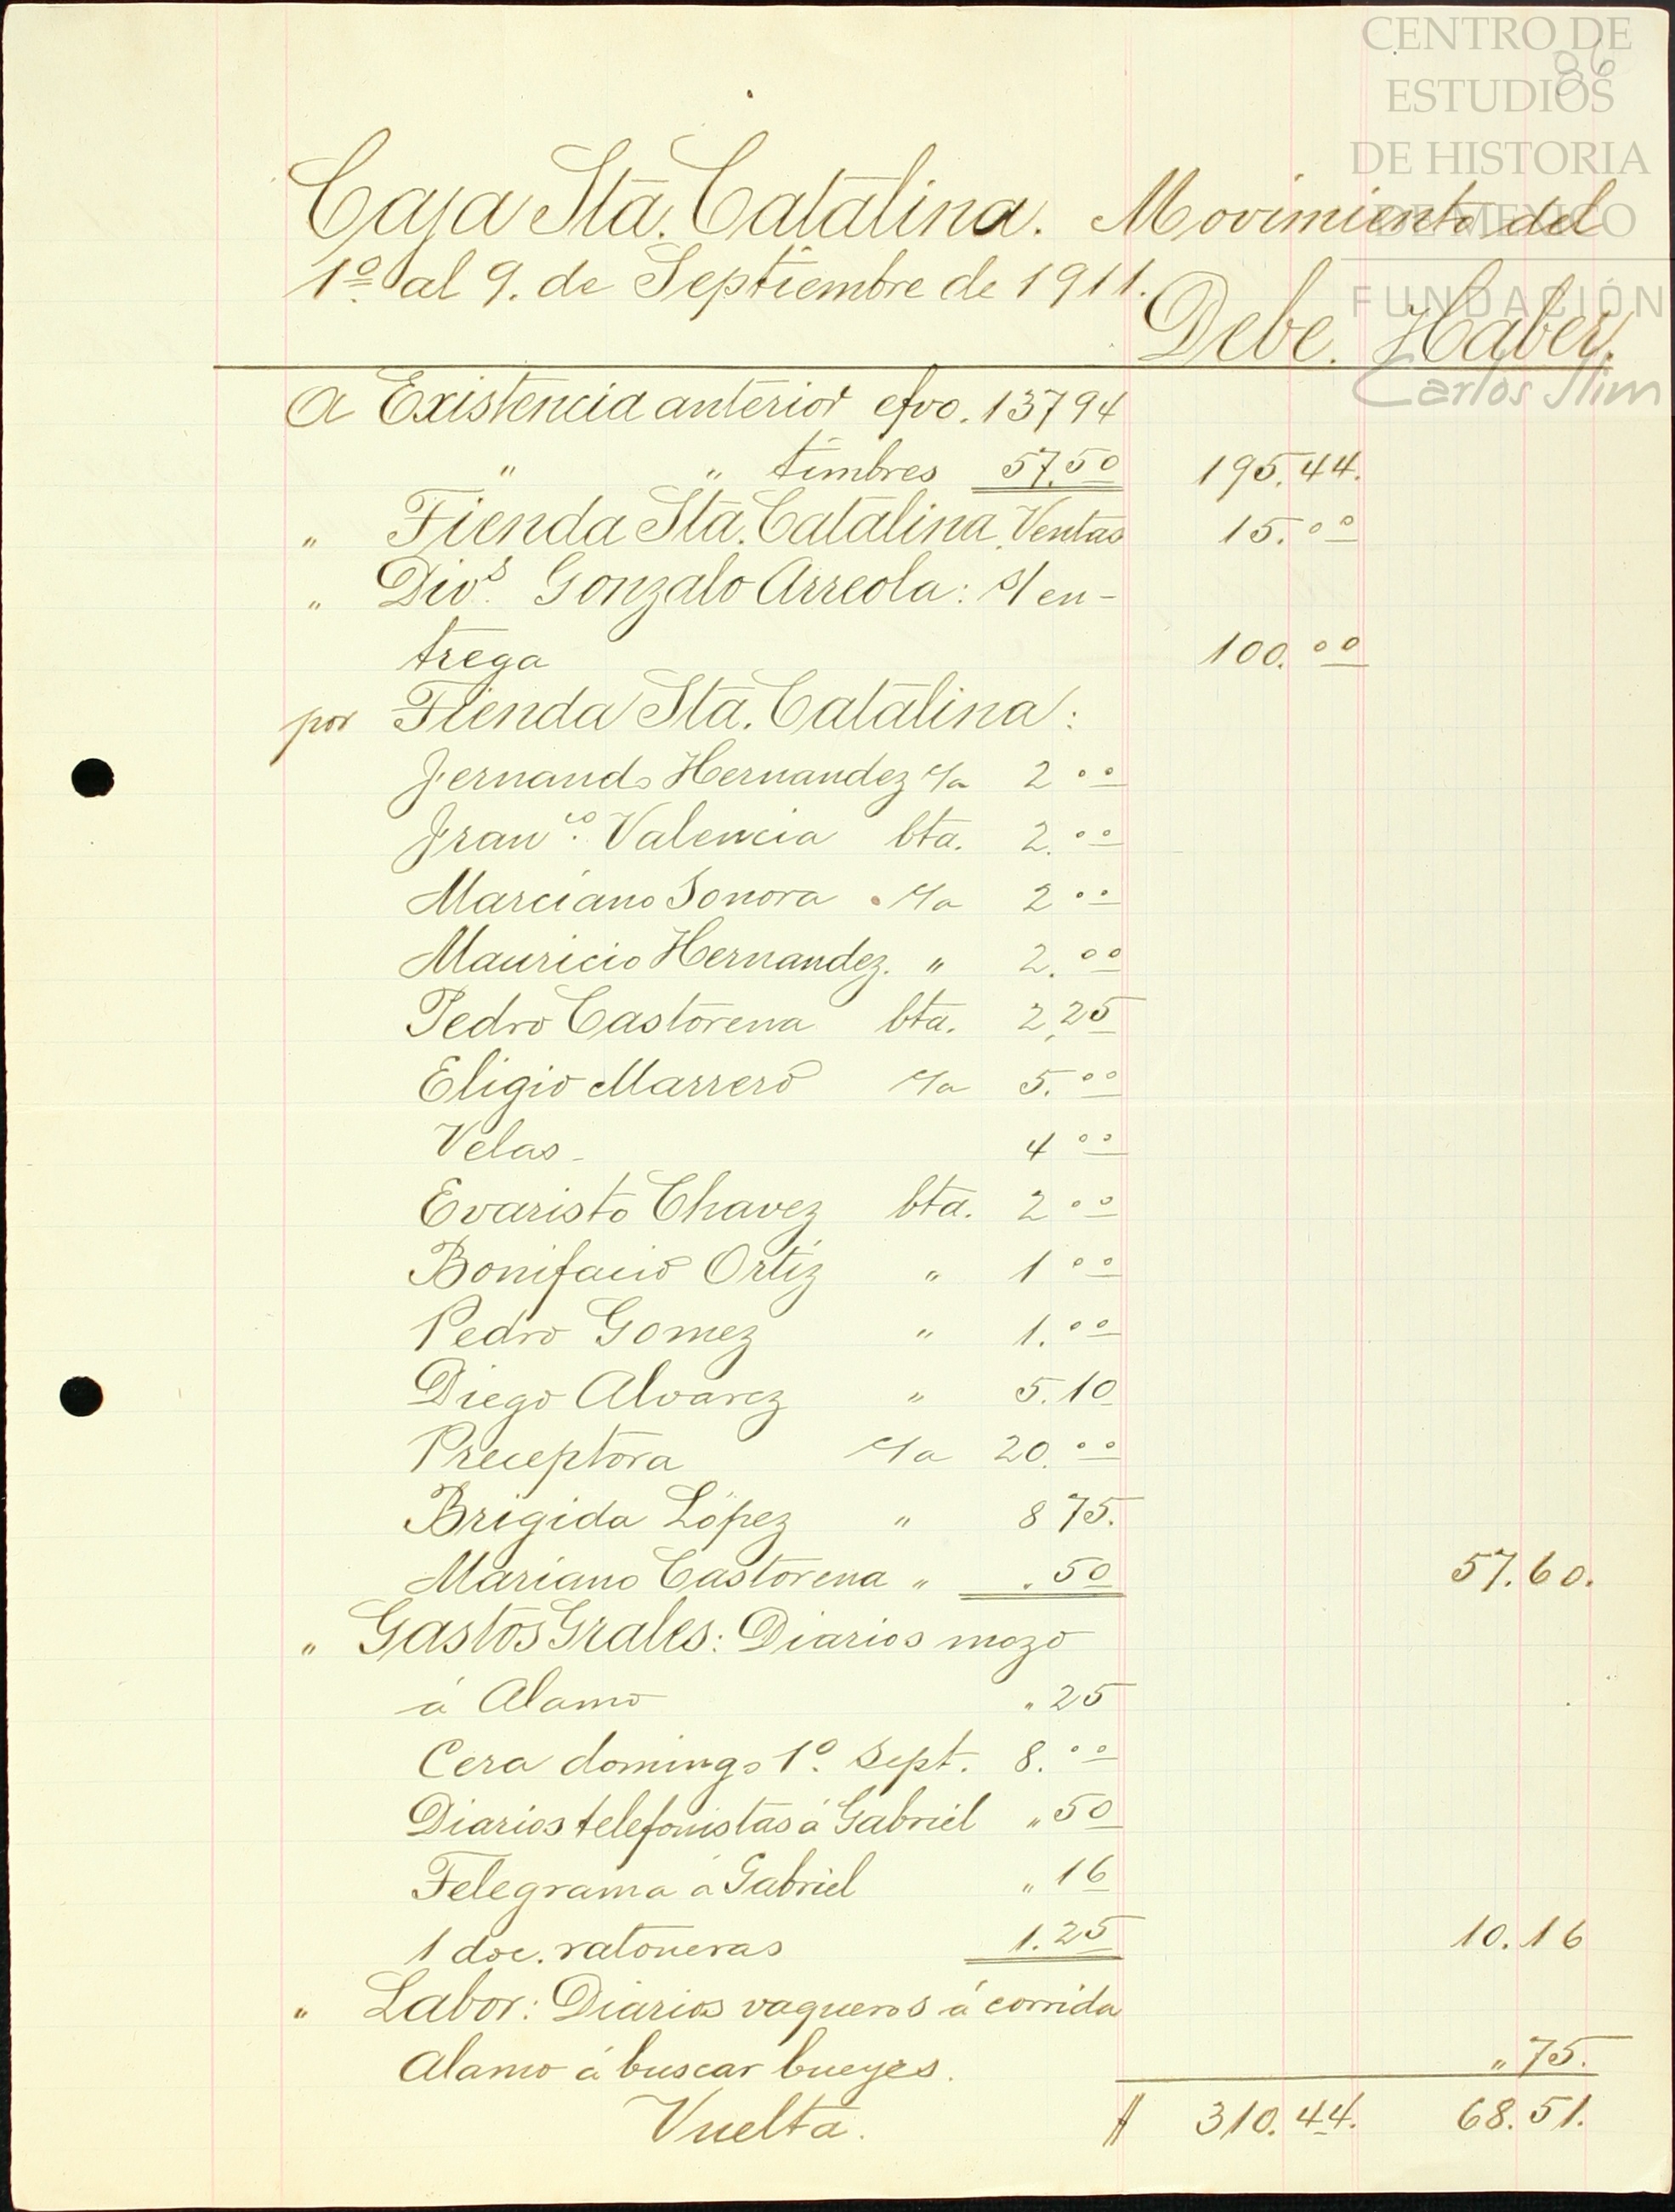 CENTRO DE
ESTUDIOS
DE HISTORIA
DE MÉXICO
FUNDACIÓN
Carlos Slim
86
Caja Sta. Catalina. Movimiento del
1º al 9. de Septiembre de 1911.
Debe. Haber.
A Existencia anterior efvo. 137 94
" " timbres 57.50 195.44.
" Tienda Sta. Catalina. Ventas 15.00
" Divs. Gonzalo Arreola: s/ en-
trega 100.00
por Tienda Sta. Catalina:
Fernando Hernandez c/a 2 00
Franco. Valencia bta. 2.00
Marciano Sonora . c/a 2 00
Mauricio Hernandez. " 2.00
Pedro Castorena bta. 2.25
Eligio Marrero c/a 5.00
Velas 4 00
Evaristo Chavez bta. 2 00
Bonifacio Ortiz " 1 00
Pedro Gomez " 1.00
Diego Alvarez " 5.10
Preceptora c/a 20.00
Brigida López " 8 75.
Mariano Castorena " .50 57.60.
" Gastos Grales: Diarios mozo
á Alamo "25
Cera domingo 1º. Sept. 8.00
Diarios telefonistas á Gabriel "50
Telegrama a Gabriel "16
1 doc. ratoneras 1.25 10.16
" Labor: Diarios vaqueros á corrida
Alamo á buscar bueyes. "75.
Vuelta. $ 310.44. 68.51.